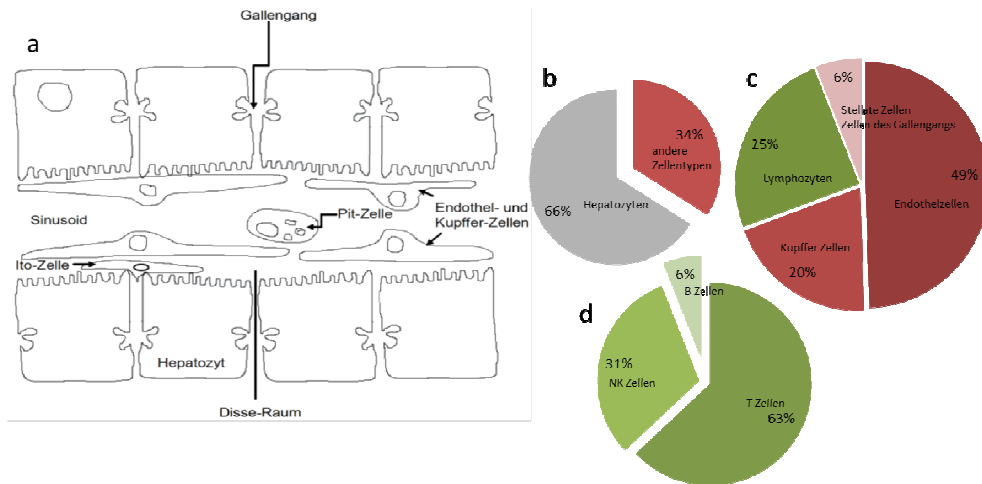 a
Gallengang
Sinusoid
Pit-Zelle
Endothel- und
Kupffer-Zellen
Ito-Zelle
Hepatozyt
Disse-Raum
b
34%
andere
Zellentypen
66%
Hepatozyten
c
6%
Stellate Zellen
Zellen des Gallengangs
25%
Lymphozyten
49%
Endothelzellen
Kupffer Zellen
20%
d
6%
B Zellen
31%
NK Zellen
T Zellen
63%